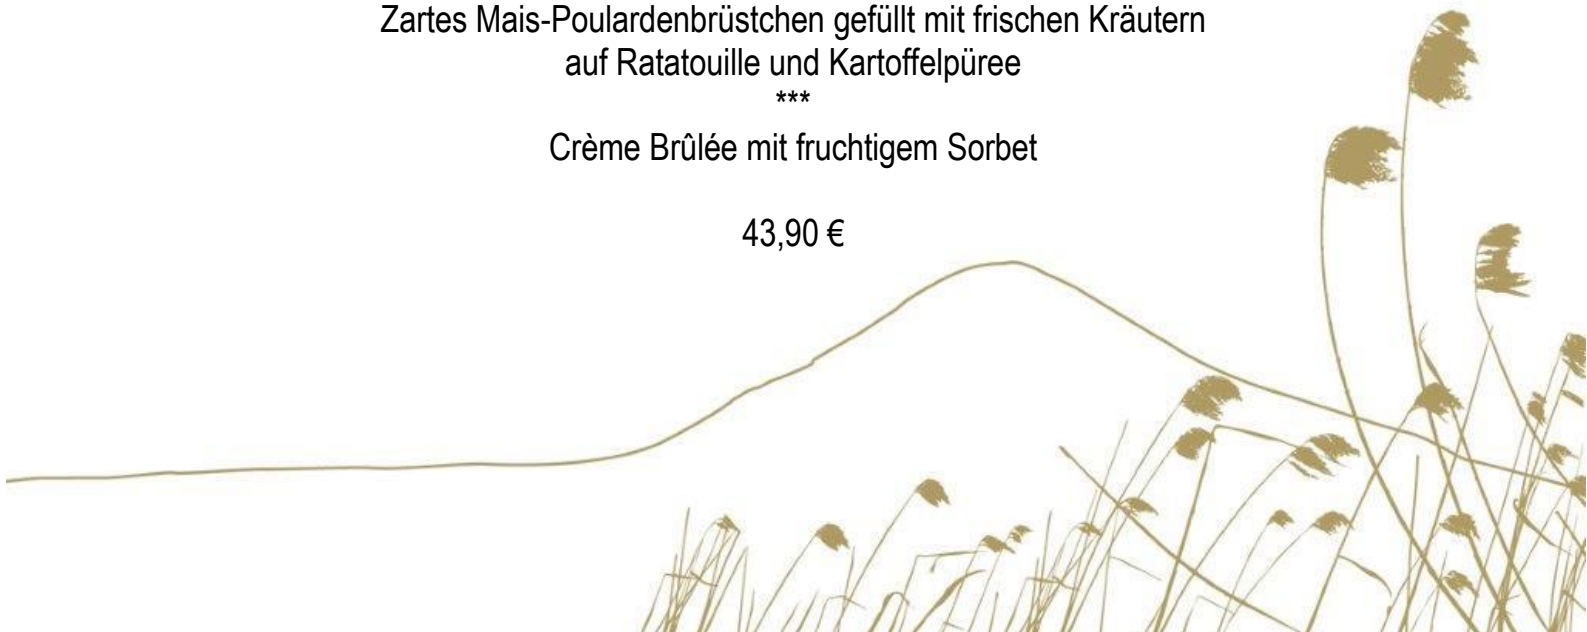 Zartes Mais-Poulardenbrüstchen gefüllt mit frischen Kräutern
auf Ratatouille und Kartoffelpüree
***
Crème Brûlée mit fruchtigem Sorbet
43,90 €